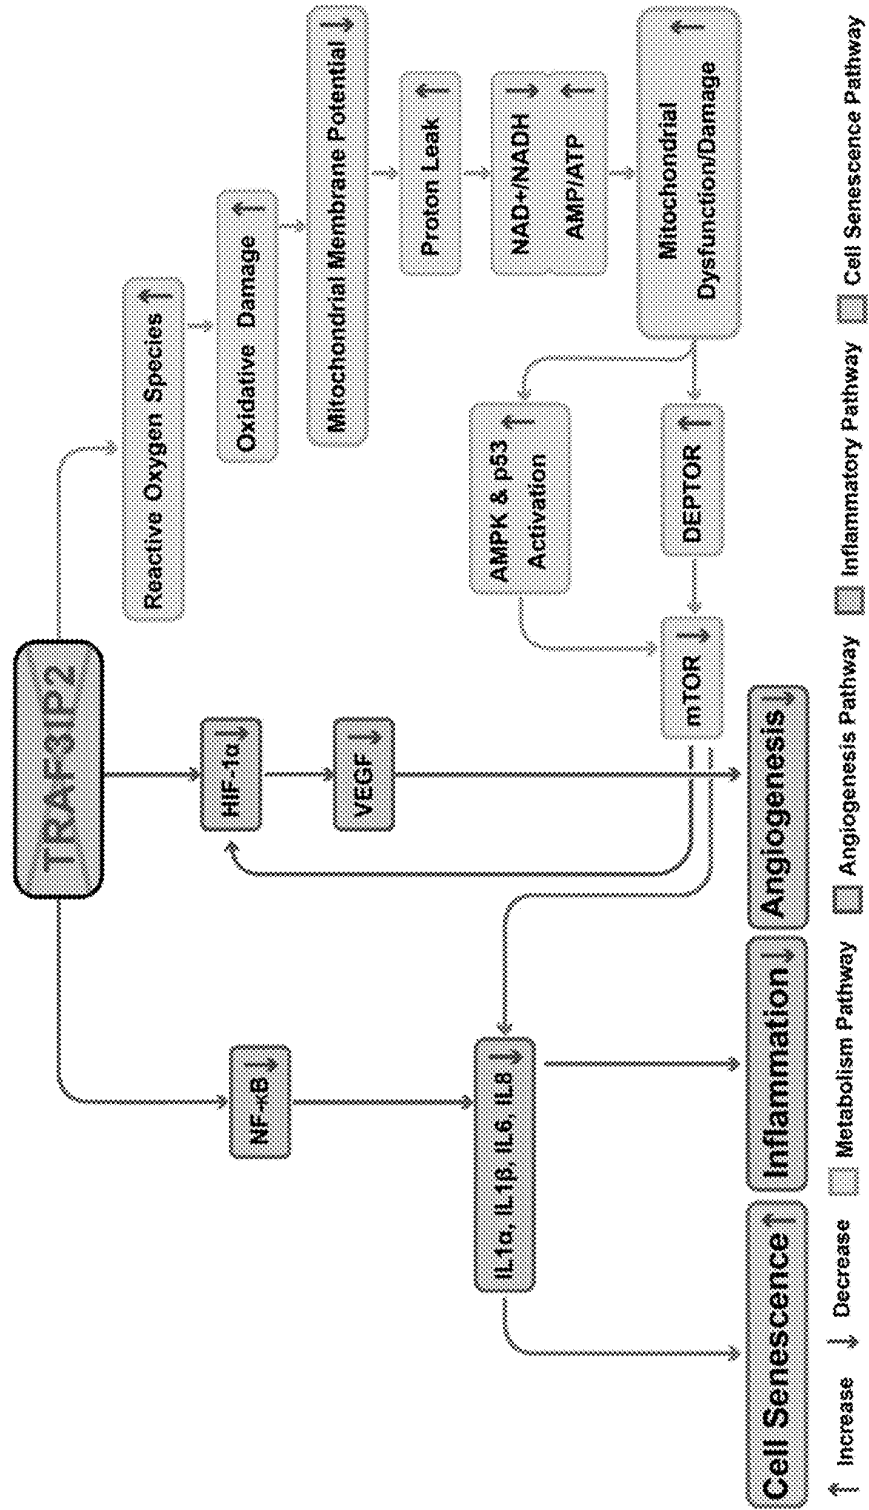 TRAF3IP2
NF-κB
HIF-1α
VEGF
Reactive Oxygen Species
Oxidative Damage
Mitochondrial Membrane Potential
Proton Leak
NAD+/NADH
AMP/ATP
Mitochondrial
Dysfunction/Damage
AMPK & p53
Activation
DEPTOR
mTOR
IL1α, IL1β, IL6, IL8
Cell Senescence
Inflammation
Angiogenesis
↑ Increase ↓ Decrease Metabolism Pathway Angiogenesis Pathway Inflammatory Pathway Cell Senescence Pathway